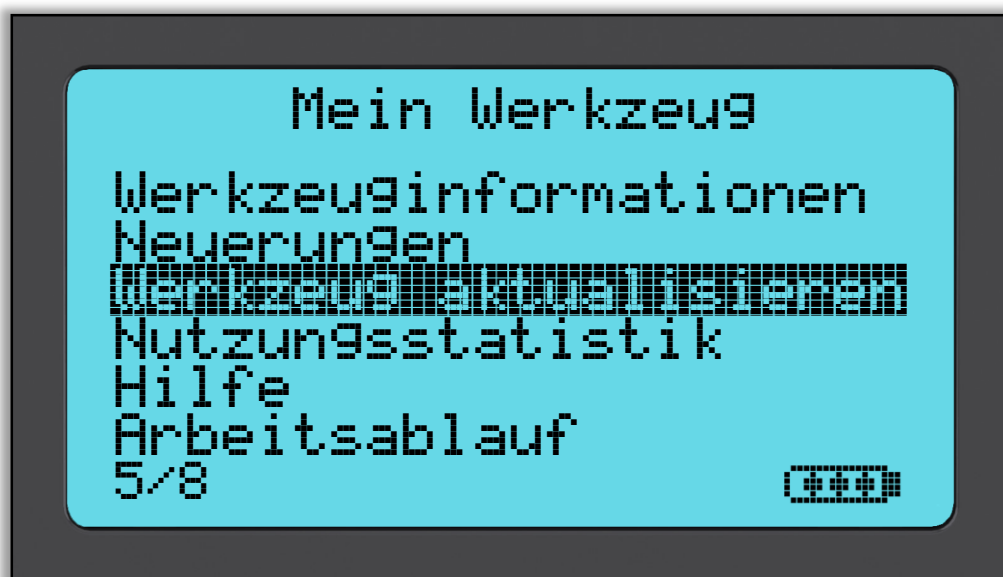 Mein Werkzeug
Werkzeuginformationen
Neuerungen
Werkzeug aktualisieren
Nutzungsstatistik
Hilfe
Arbeitsablauf
5/8